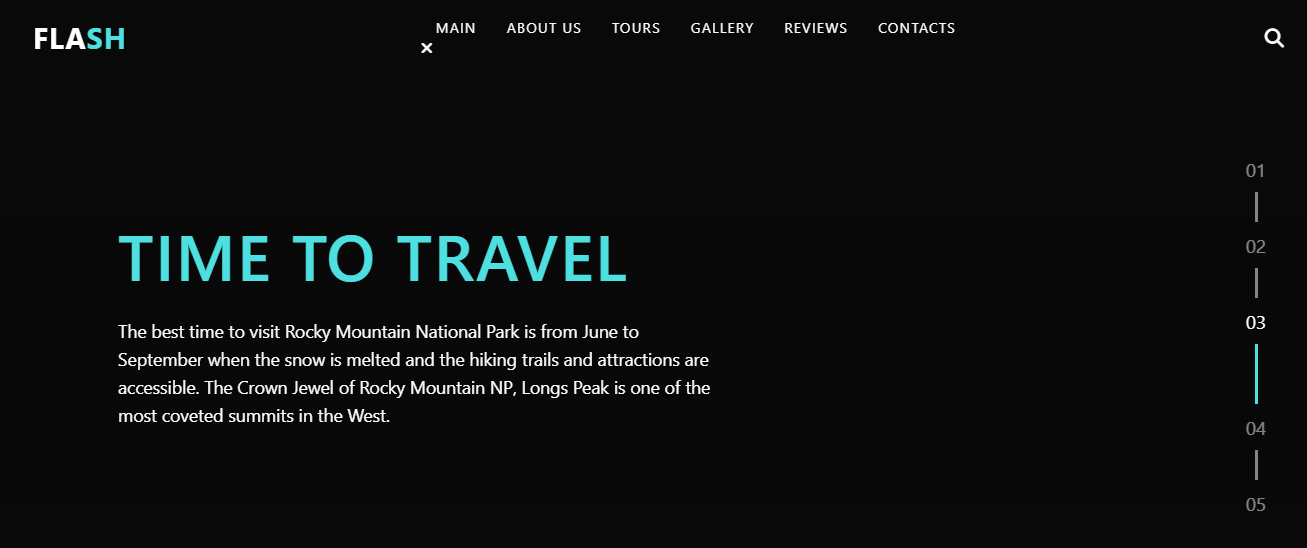 FLASH
MAIN ABOUT US TOURS GALLERY REVIEWS CONTACTS
01
02
TIME TO TRAVEL
03
The best time to visit Rocky Mountain National Park is from June to
September when the snow is melted and the hiking trails and attractions are
accessible. The Crown Jewel of Rocky Mountain NP, Longs Peak is one of the
most coveted summits in the West.
04
05